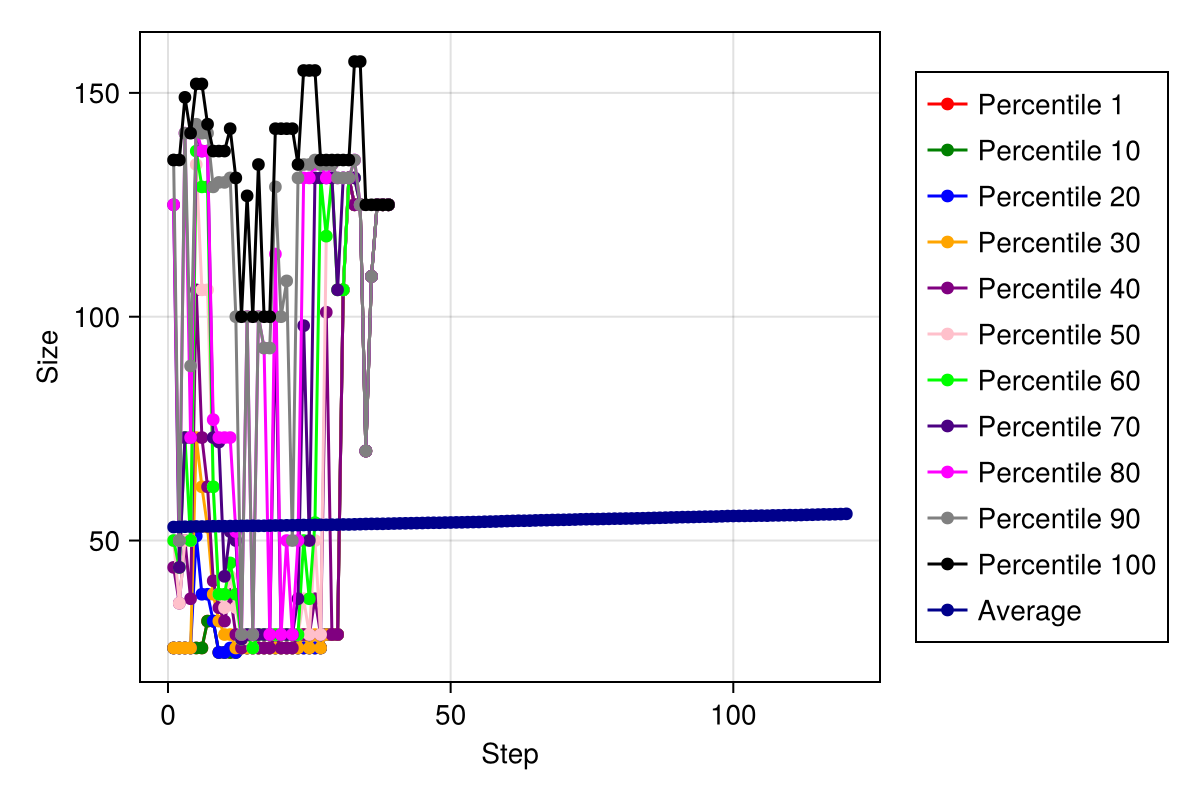 150
100
50
Size
0
50
100
Step
Percentile 1
Percentile 10
Percentile 20
Percentile 30
Percentile 40
Percentile 50
Percentile 60
Percentile 70
Percentile 80
Percentile 90
Percentile 100
Average